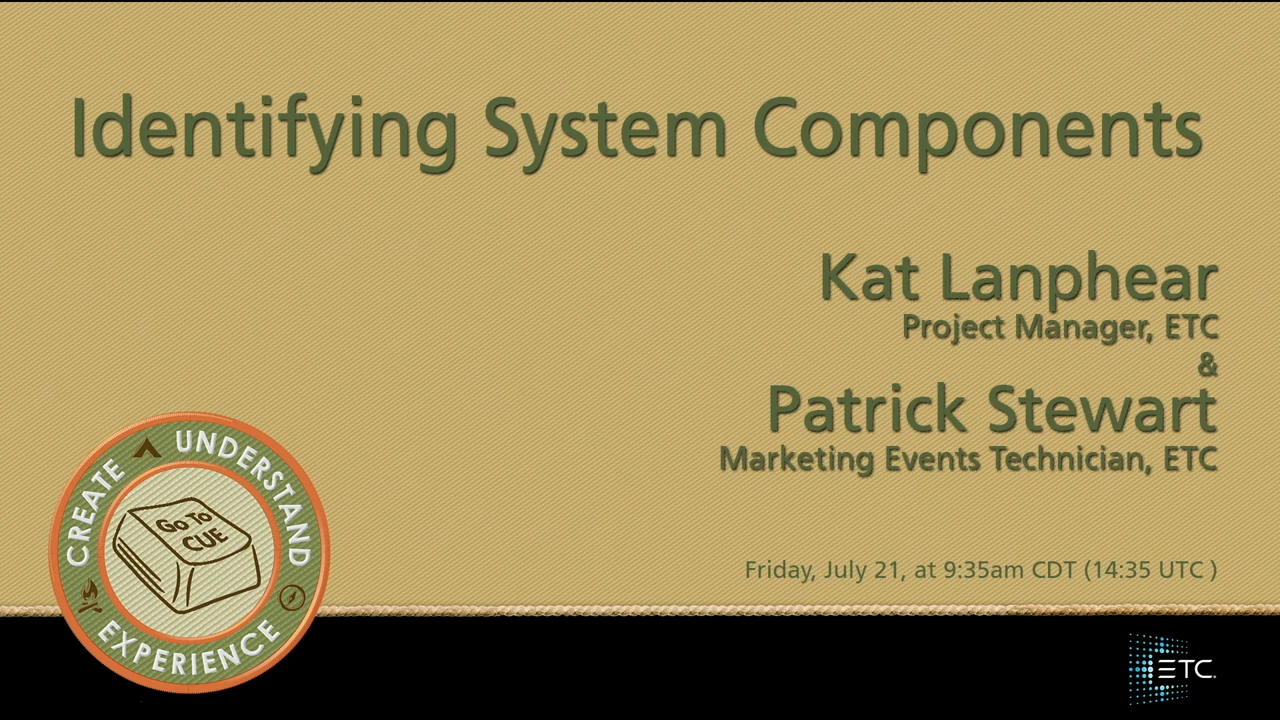 Identifying System Components
Kat Lanphear
Project Manager, ETC
&
Patrick Stewart
Marketing Events Technician, ETC
CREATE UNDERSTAND
GO TO
CUE
EXPERIENCE
Friday, July 21, at 9:35am CDT (14:35 UTC )
ETC